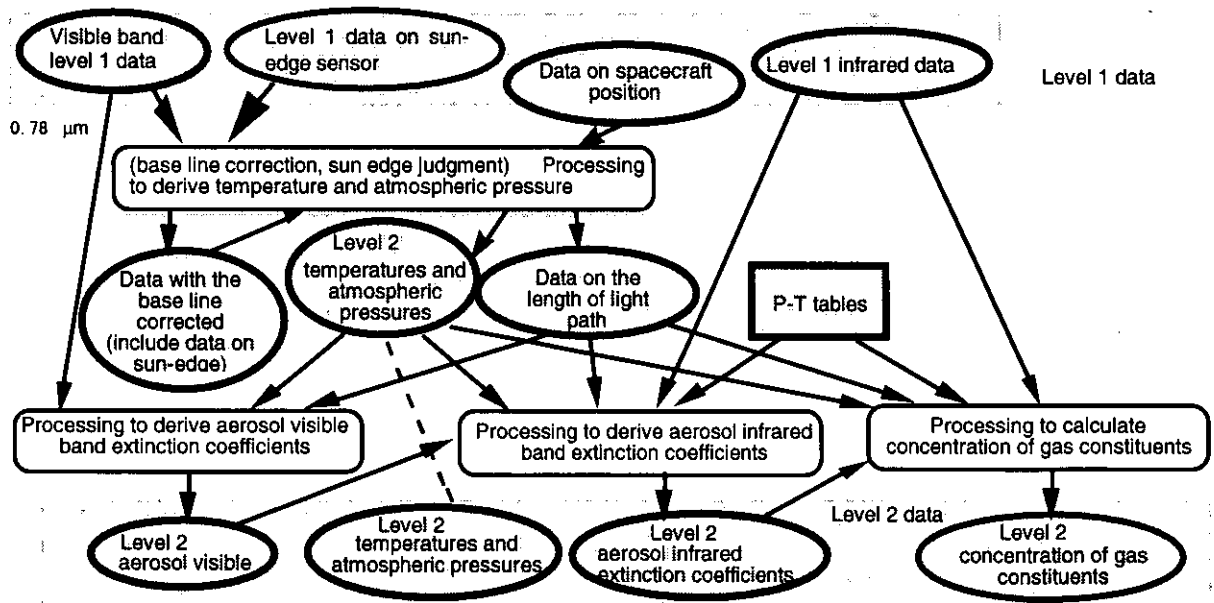 Visible band
level 1 data
Level 1 data on sun-
edge sensor
Data on spacecraft
position
Level 1 infrared data
Level 1 data
0.78 μm
(base line correction, sun edge judgment) Processing
to derive temperature and atmospheric pressure
Data with the
base line
corrected
(include data on
sun-edge)
Level 2
temperatures and
atmospheric
pressures
Data on the
length of light
path
P-T tables
Processing to derive aerosol visible
band extinction coefficients
Processing to derive aerosol infrared
band extinction coefficients
Processing to calculate
concentration of gas constituents
Level 2
aerosol visible
Level 2
temperatures and
atmospheric pressures
Level 2
aerosol infrared
extinction coefficients
Level 2 data
Level 2
concentration of gas
constituents